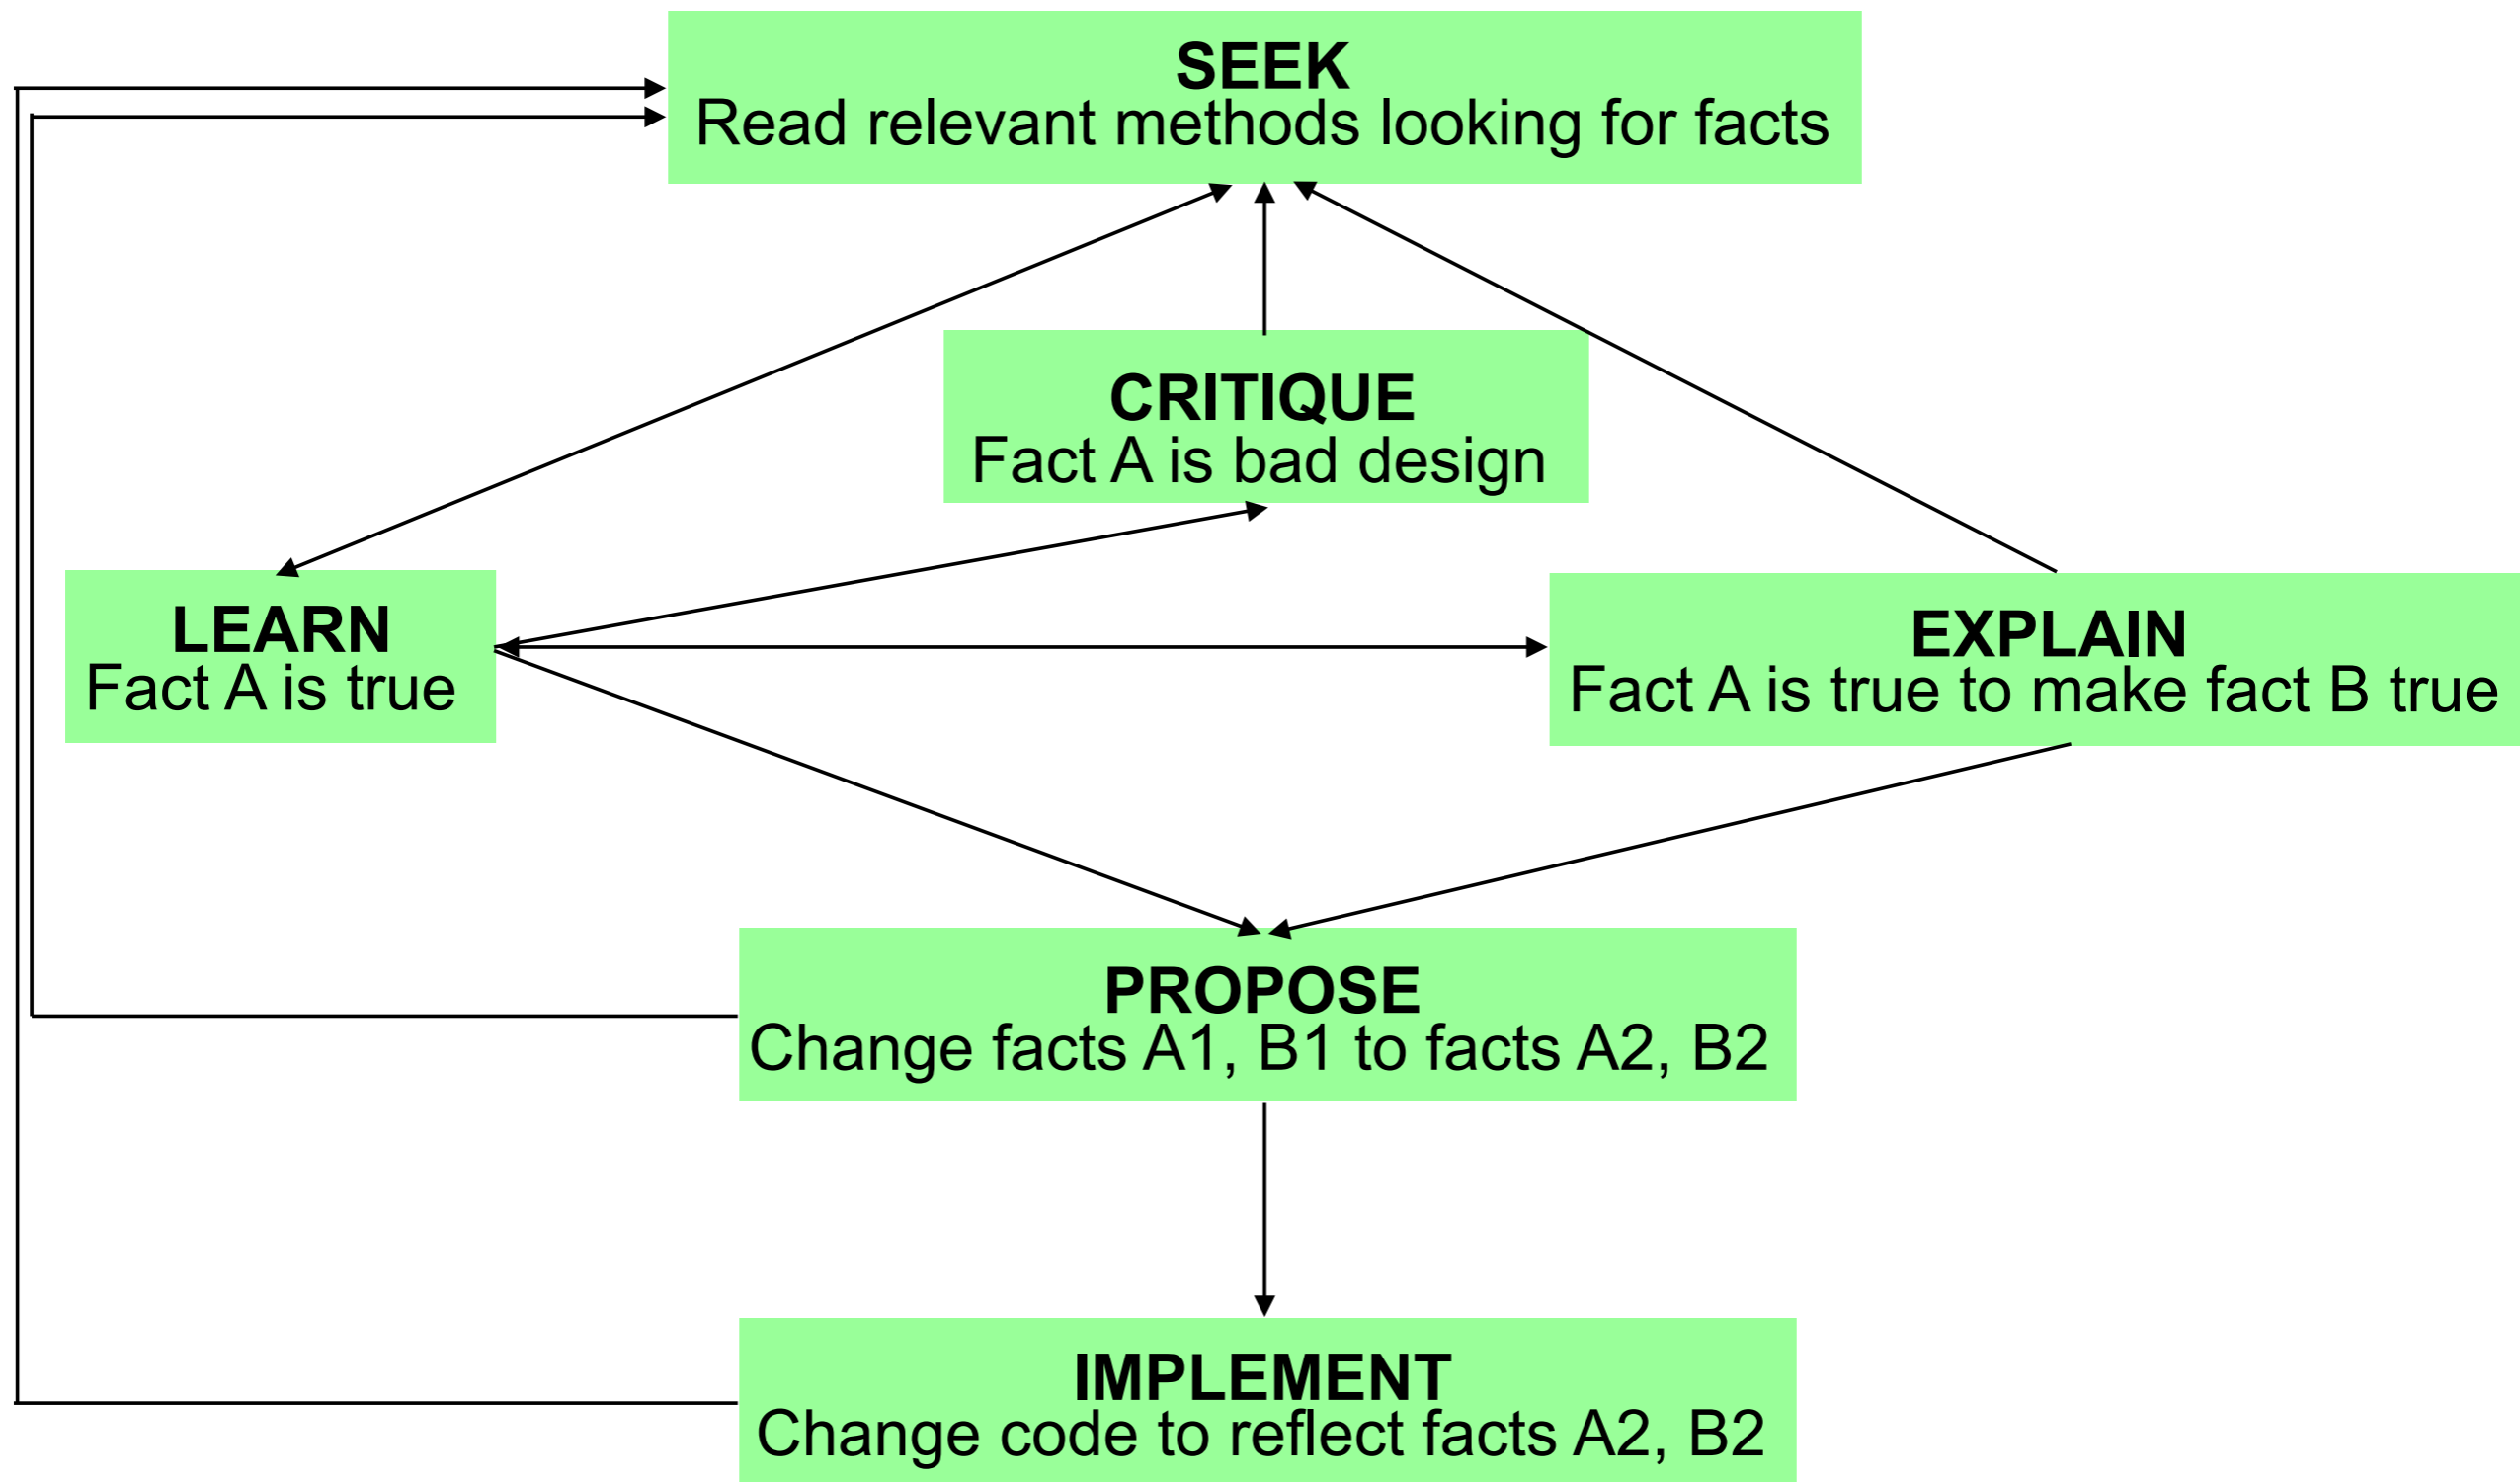 SEEK
Read relevant methods looking for facts
CRITIQUE
Fact A is bad design
LEARN
Fact A is true
EXPLAIN
Fact A is true to make fact B true
PROPOSE
Change facts A1, B1 to facts A2, B2
IMPLEMENT
Change code to reflect facts A2, B2